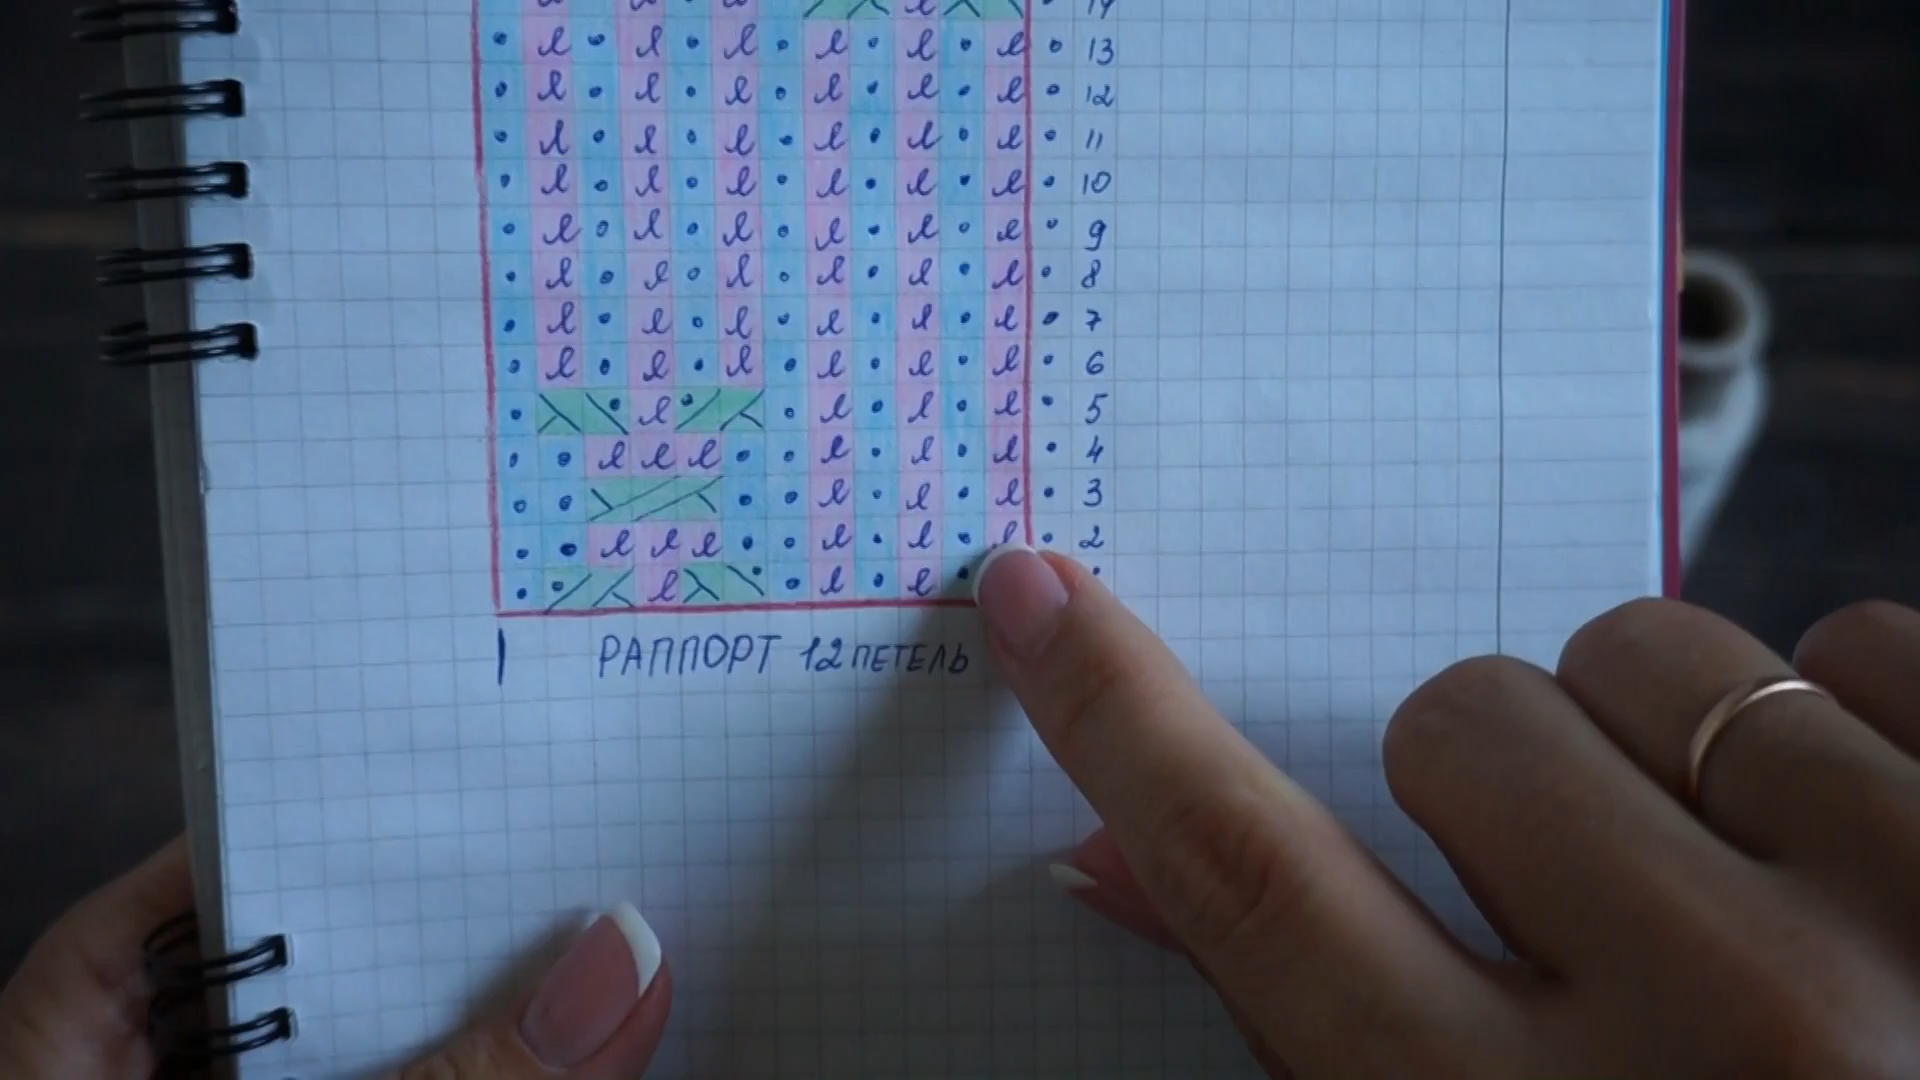 14
• л • л • л • л • л • л • 13
• л • л • л • л • л • л • 12
• л • л • л • л • л • л • 11
• л • л • л • л • л • л • 10
• л • л • л • л • л • л • 9
• л • л • л • л • л • л • 8
• л • л • л • л • л • л • 7
• л • л • л • л • л • л • 6
• • л • • л • л • л • 5
• • л л л • • л • л • л • 4
• • • • л • л • л • 3
• • л л л • • л • л • л • 2
• • л • • л • л •
РАППОРТ 12 ПЕТЕЛЬ